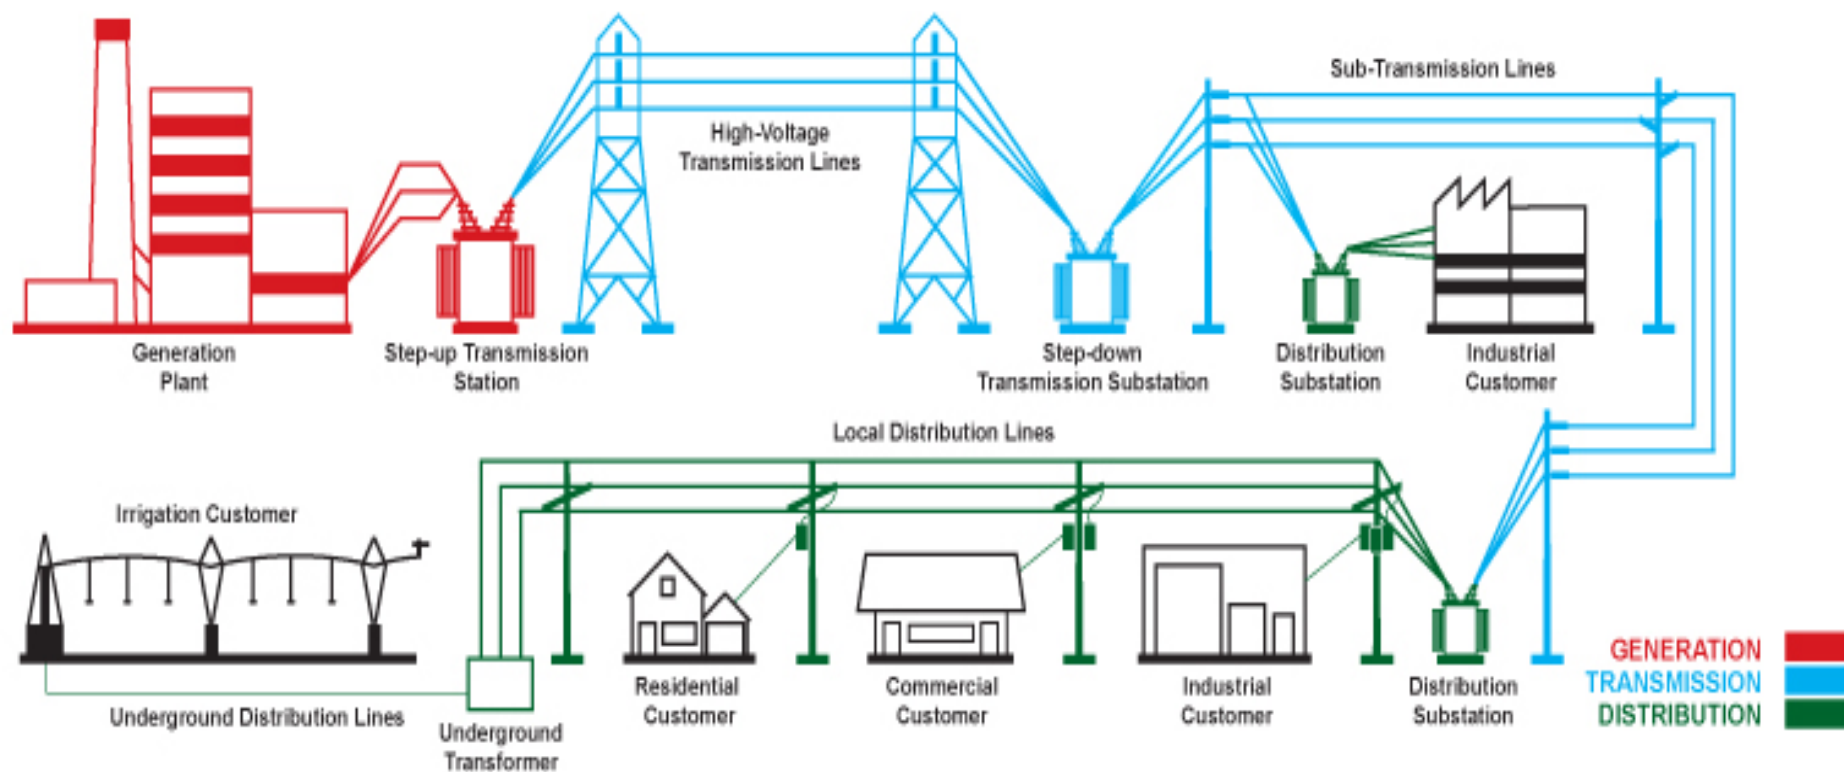 Sub-Transmission Lines
High-Voltage
Transmission Lines
Generation
Plant
Step-up Transmission
Station
Step-down
Transmission Substation
Distribution
Substation
Industrial
Customer
Local Distribution Lines
Irrigation Customer
Underground Distribution Lines
Underground
Transformer
Residential
Customer
Commercial
Customer
Industrial
Customer
Distribution
Substation
GENERATION
TRANSMISSION
DISTRIBUTION